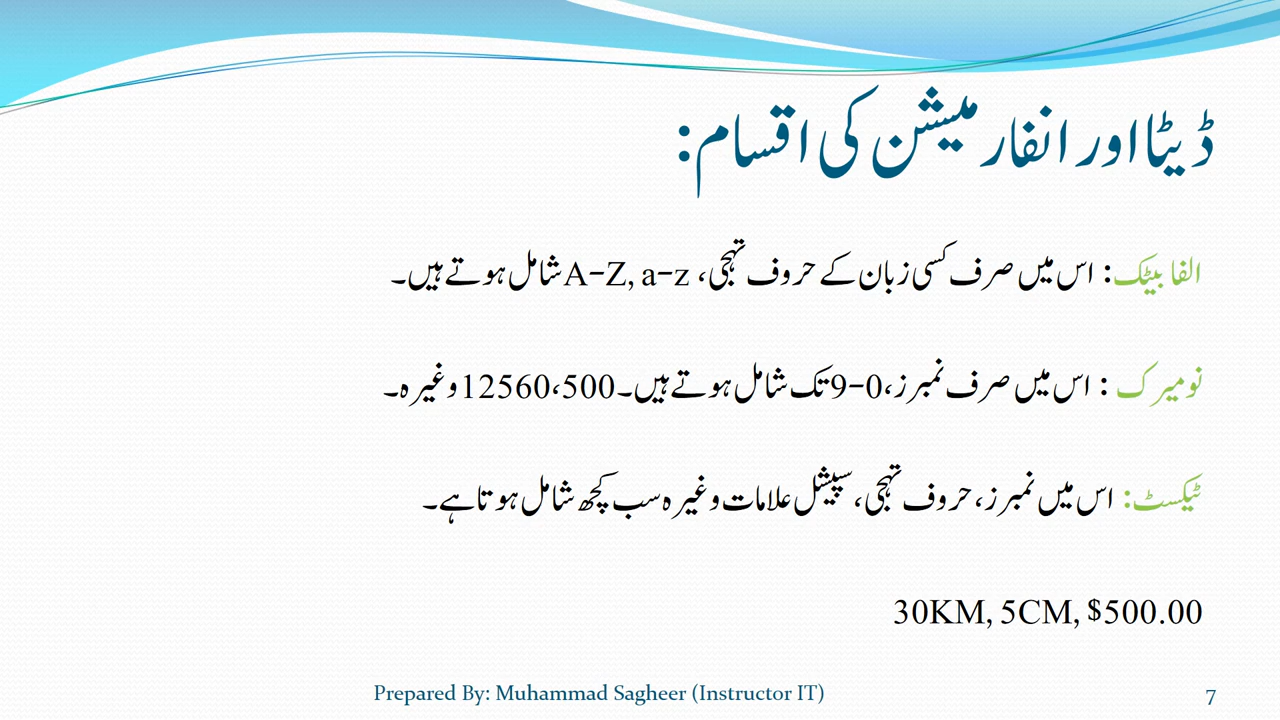 ڈیٹا اور انفارمیشن کی اقسام:
الفابیٹک: اس میں صرف کسی زبان کے حروف تہجی، A-Z, a-z شامل ہوتے ہیں۔
نومیرک : اس میں صرف نمبرز، 0-9 تک شامل ہوتے ہیں۔ 500، 12560 وغیرہ۔
ٹیکسٹ: اس میں نمبرز، حروف تہجی، سپیشل علامات وغیرہ سب کچھ شامل ہوتا ہے۔
30KM, 5CM, $500.00
Prepared By: Muhammad Sagheer (Instructor IT) 7